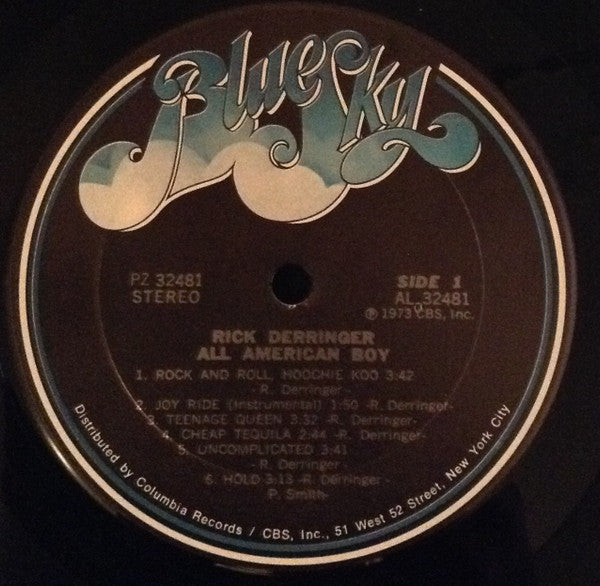 Blue Sky
PZ 32481
STEREO
SIDE 1
AL 32481
℗ 1973 CBS, Inc.
RICK DERRINGER
ALL AMERICAN BOY
1. ROCK AND ROLL, HOOCHIE KOO 3:42
- R. Derringer -
2. JOY RIDE (Instrumental) 1:50 -R. Derringer-
3. TEENAGE QUEEN 3:32 -R. Derringer-
4. CHEAP TEQUILA 2:44 -R. Derringer-
5. UNCOMPLICATED 3:41
- R. Derringer -
6. HOLD 3:13 -R. Derringer -
P. Smith-
Distributed by Columbia Records / CBS, Inc., 51 West 52 Street, New York City